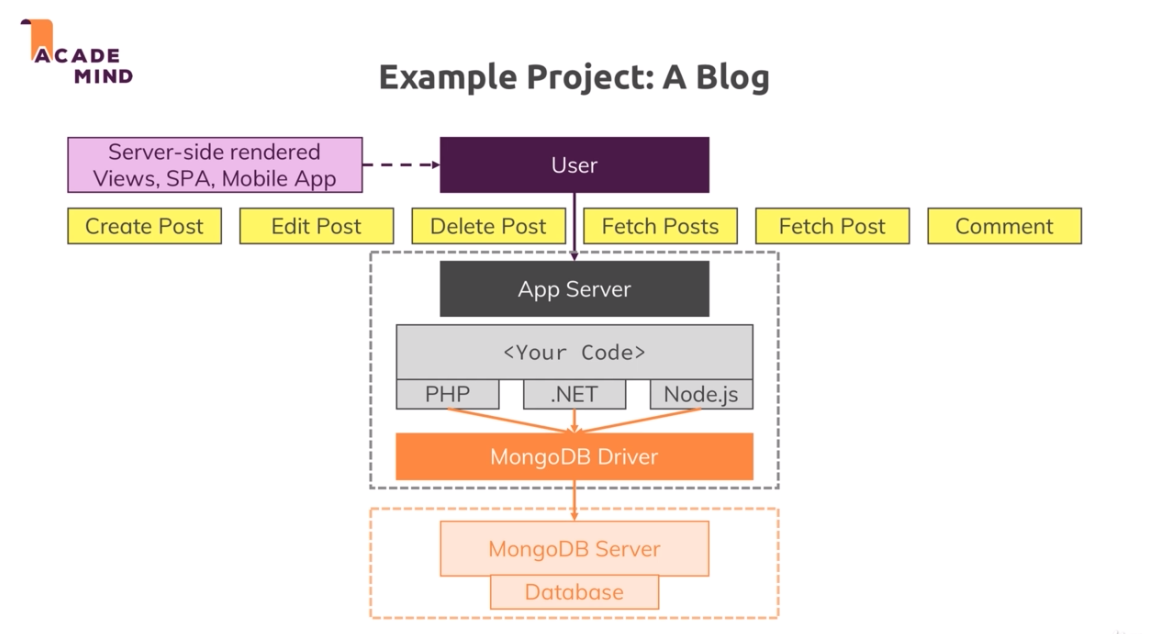 ACADE
MIND
Example Project: A Blog
Server-side rendered
Views, SPA, Mobile App
User
Create Post
Edit Post
Delete Post
Fetch Posts
Fetch Post
Comment
App Server
<Your Code>
PHP
.NET
Node.js
MongoDB Driver
MongoDB Server
Database